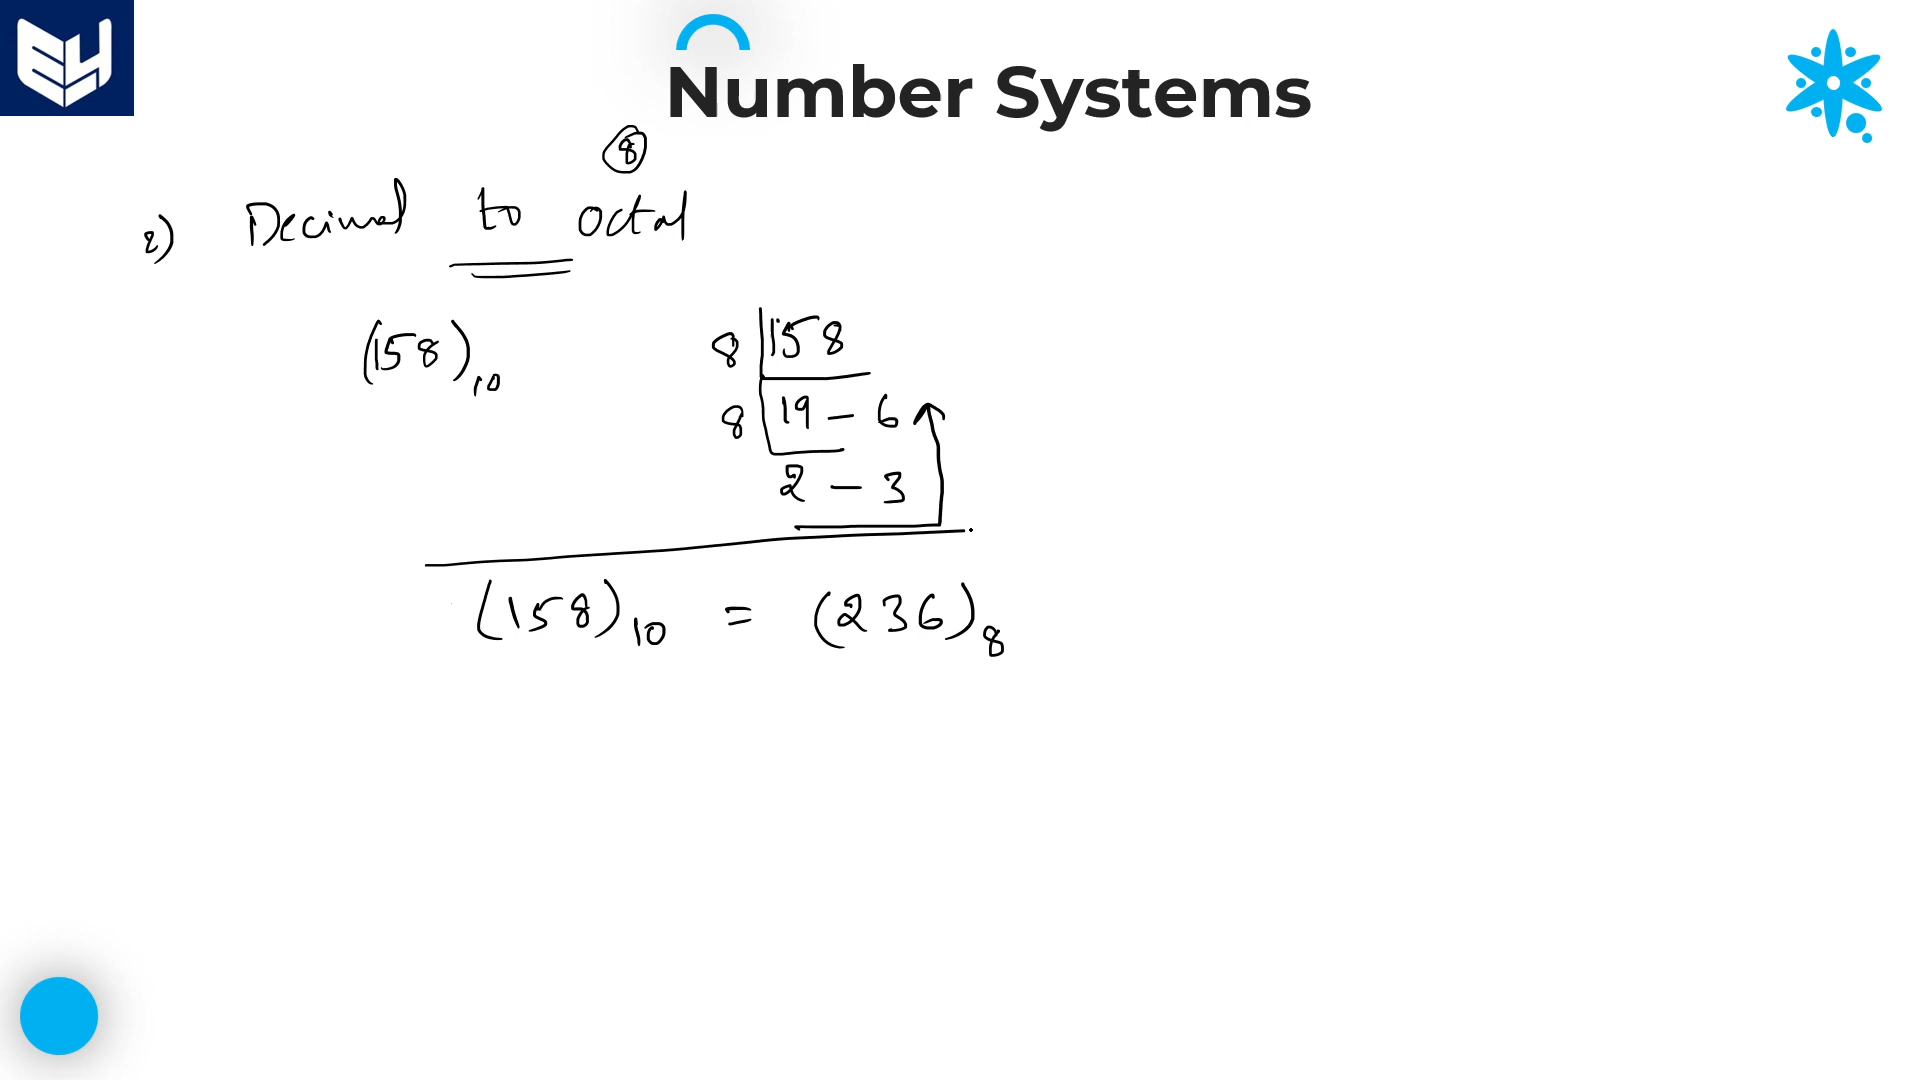 Number Systems
8
2) Decimal to octal
(158)10
8 158
8 19 - 6
2 - 3
(158)10 = (236)8